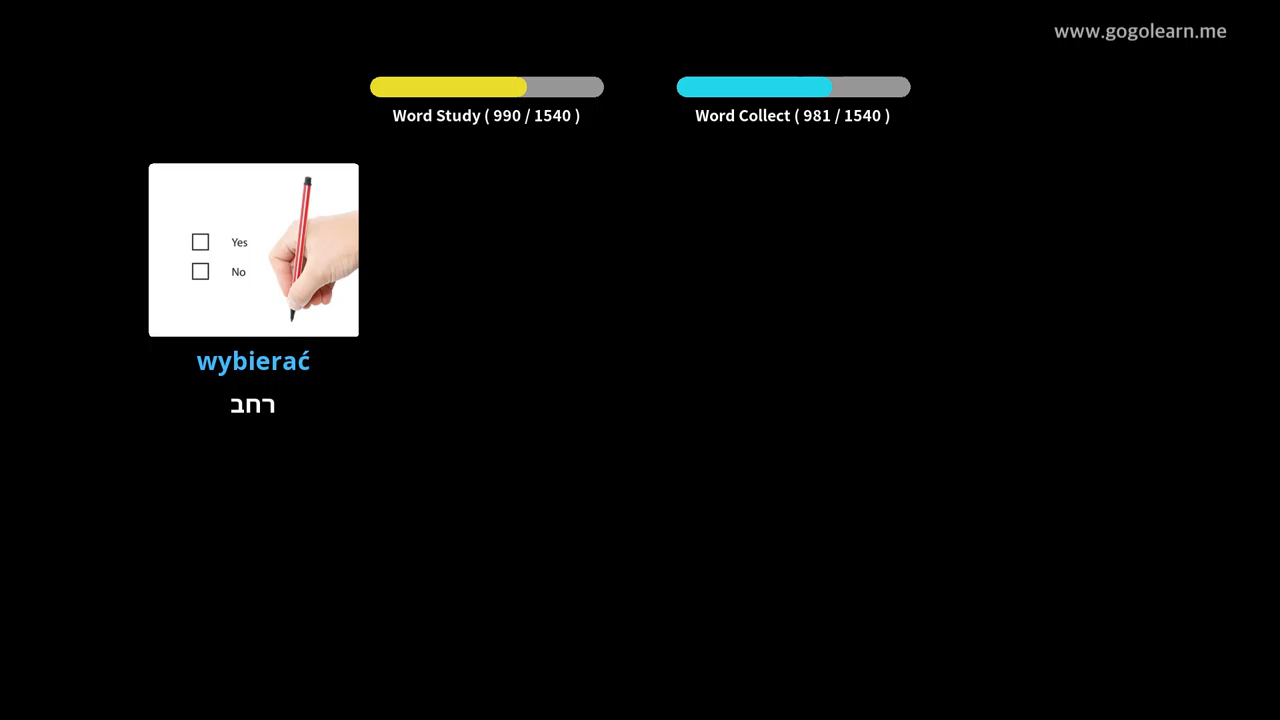 www.gogolearn.me
Word Study ( 990 / 1540 )
Word Collect ( 981 / 1540 )
Yes
No
wybierać
רחב